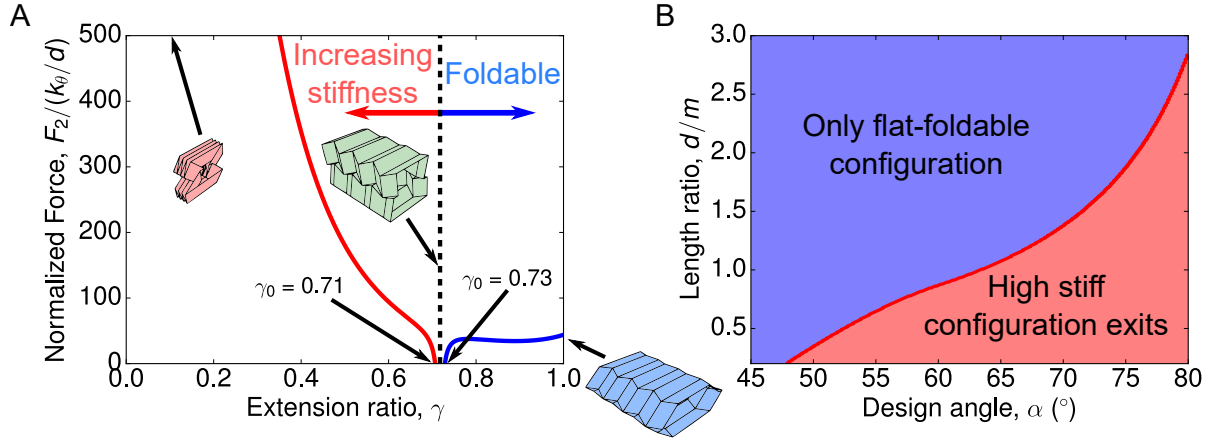 A
Normalized Force, F₂/(k_θ/d)
500
400
300
200
100
0
Increasing
stiffness
Foldable
γ₀ = 0.71
γ₀ = 0.73
0.0 0.2 0.4 0.6 0.8 1.0
Extension ratio, γ
B
Length ratio, d/m
3.0
2.5
2.0
1.5
1.0
0.5
Only flat-foldable
configuration
High stiff
configuration exits
45 50 55 60 65 70 75 80
Design angle, α (°)